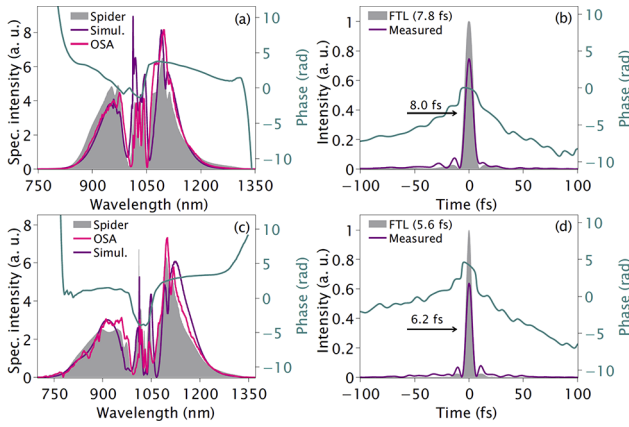 (a)
Spider
Simul.
OSA
Spec. intensity (a. u.)
8
6
4
2
0
10
5
0
−5
−10
Phase (rad)
750 900 1050 1200 1350
Wavelength (nm)
(b)
FTL (7.8 fs)
Measured
8.0 fs
Intensity (a. u.)
1
0.8
0.6
0.4
0.2
0
10
5
0
−5
−10
Phase (rad)
−100 −50 0 50 100
Time (fs)
(c)
Spider
OSA
Simul.
Spec. intensity (a. u.)
8
6
4
2
0
10
5
0
−5
−10
Phase (rad)
750 900 1050 1200 1350
Wavelength (nm)
(d)
FTL (5.6 fs)
Measured
6.2 fs
Intensity (a. u.)
1
0.8
0.6
0.4
0.2
0
10
5
0
−5
−10
Phase (rad)
−100 −50 0 50 100
Time (fs)